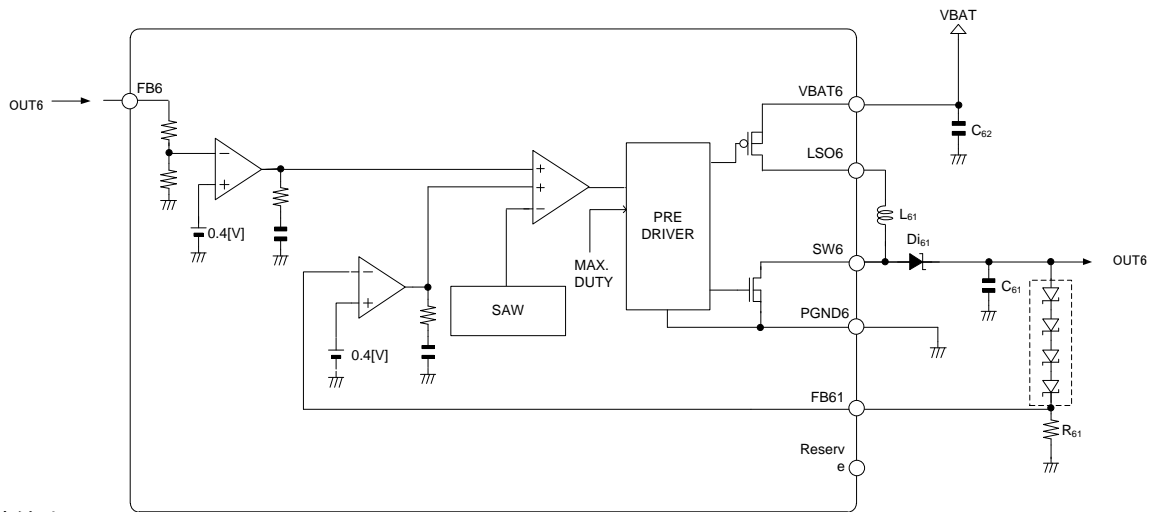 VBAT
FB6
OUT6
VBAT6
C62
LSO6
L61
PRE
DRIVER
0.4[V]
MAX.
DUTY
SW6
Di61
OUT6
C61
SAW
PGND6
0.4[V]
FB61
R61
Reserv
e